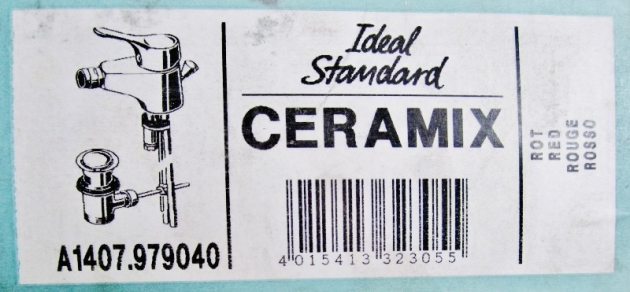 Ideal
Standard
CERAMIX
A1407.979040
4 015413 323055
ROT
RED
ROUGE
ROSSO